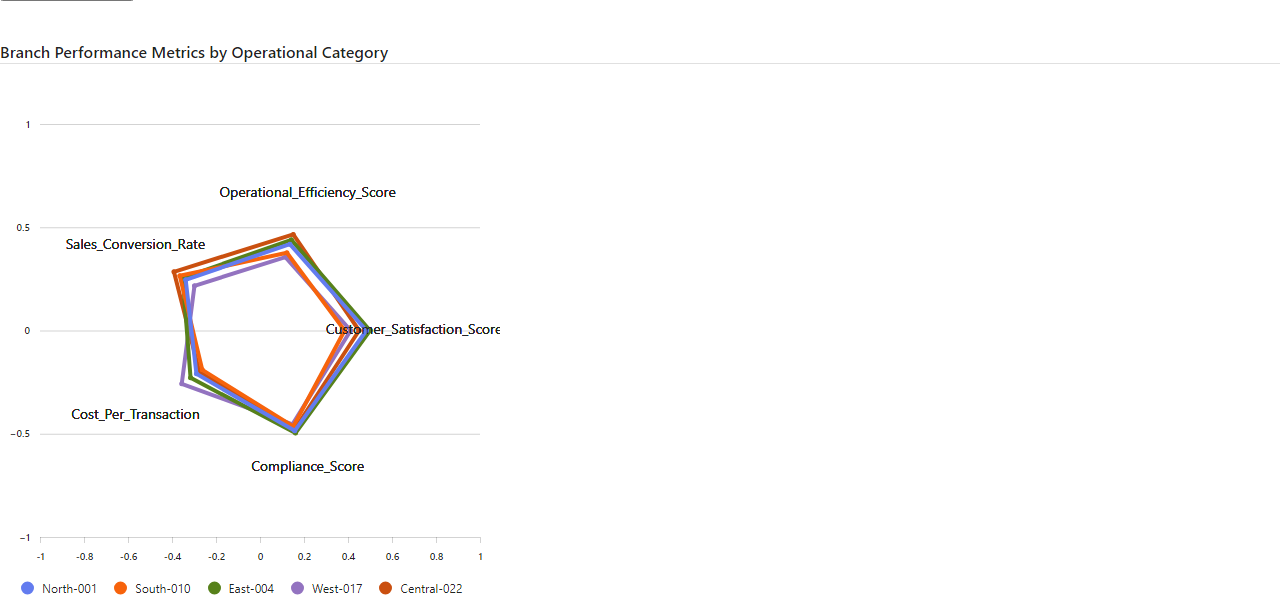 Branch Performance Metrics by Operational Category
1
Operational_Efficiency_Score
0.5
Sales_Conversion_Rate
0
Customer_Satisfaction_Score
Cost_Per_Transaction
−0.5
Compliance_Score
−1
-1 -0.8 -0.6 -0.4 -0.2 0 0.2 0.4 0.6 0.8 1
North-001 South-010 East-004 West-017 Central-022